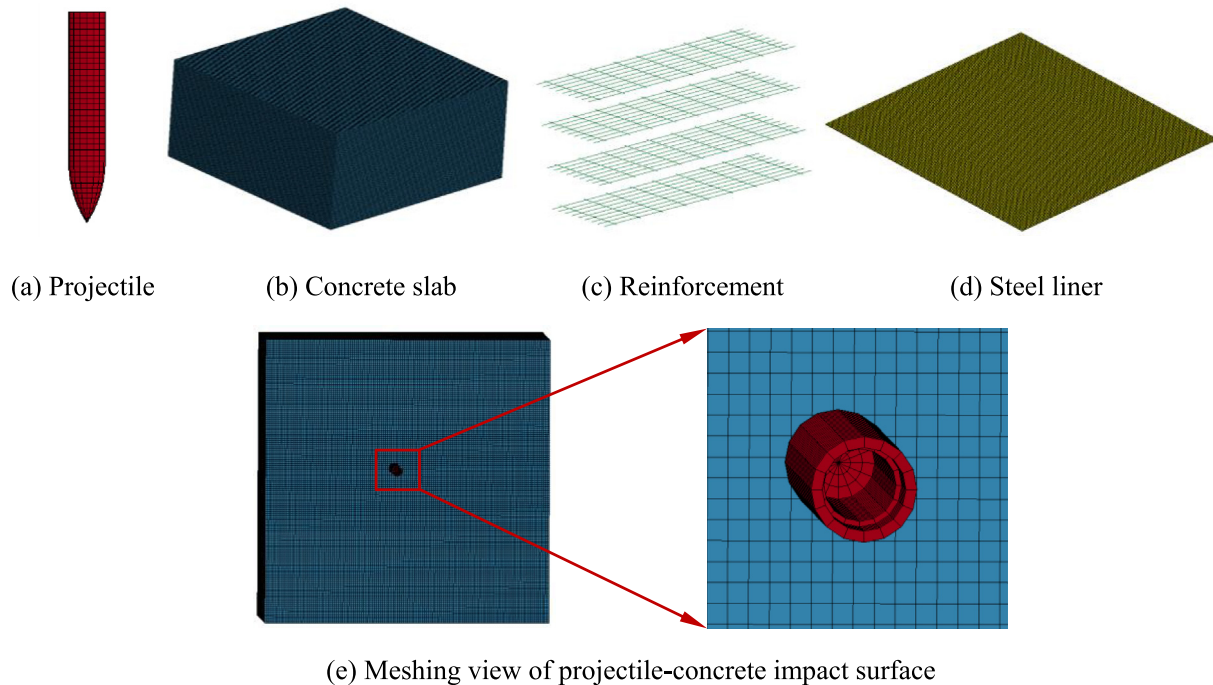 (a) Projectile
(b) Concrete slab
(c) Reinforcement
(d) Steel liner
(e) Meshing view of projectile-concrete impact surface